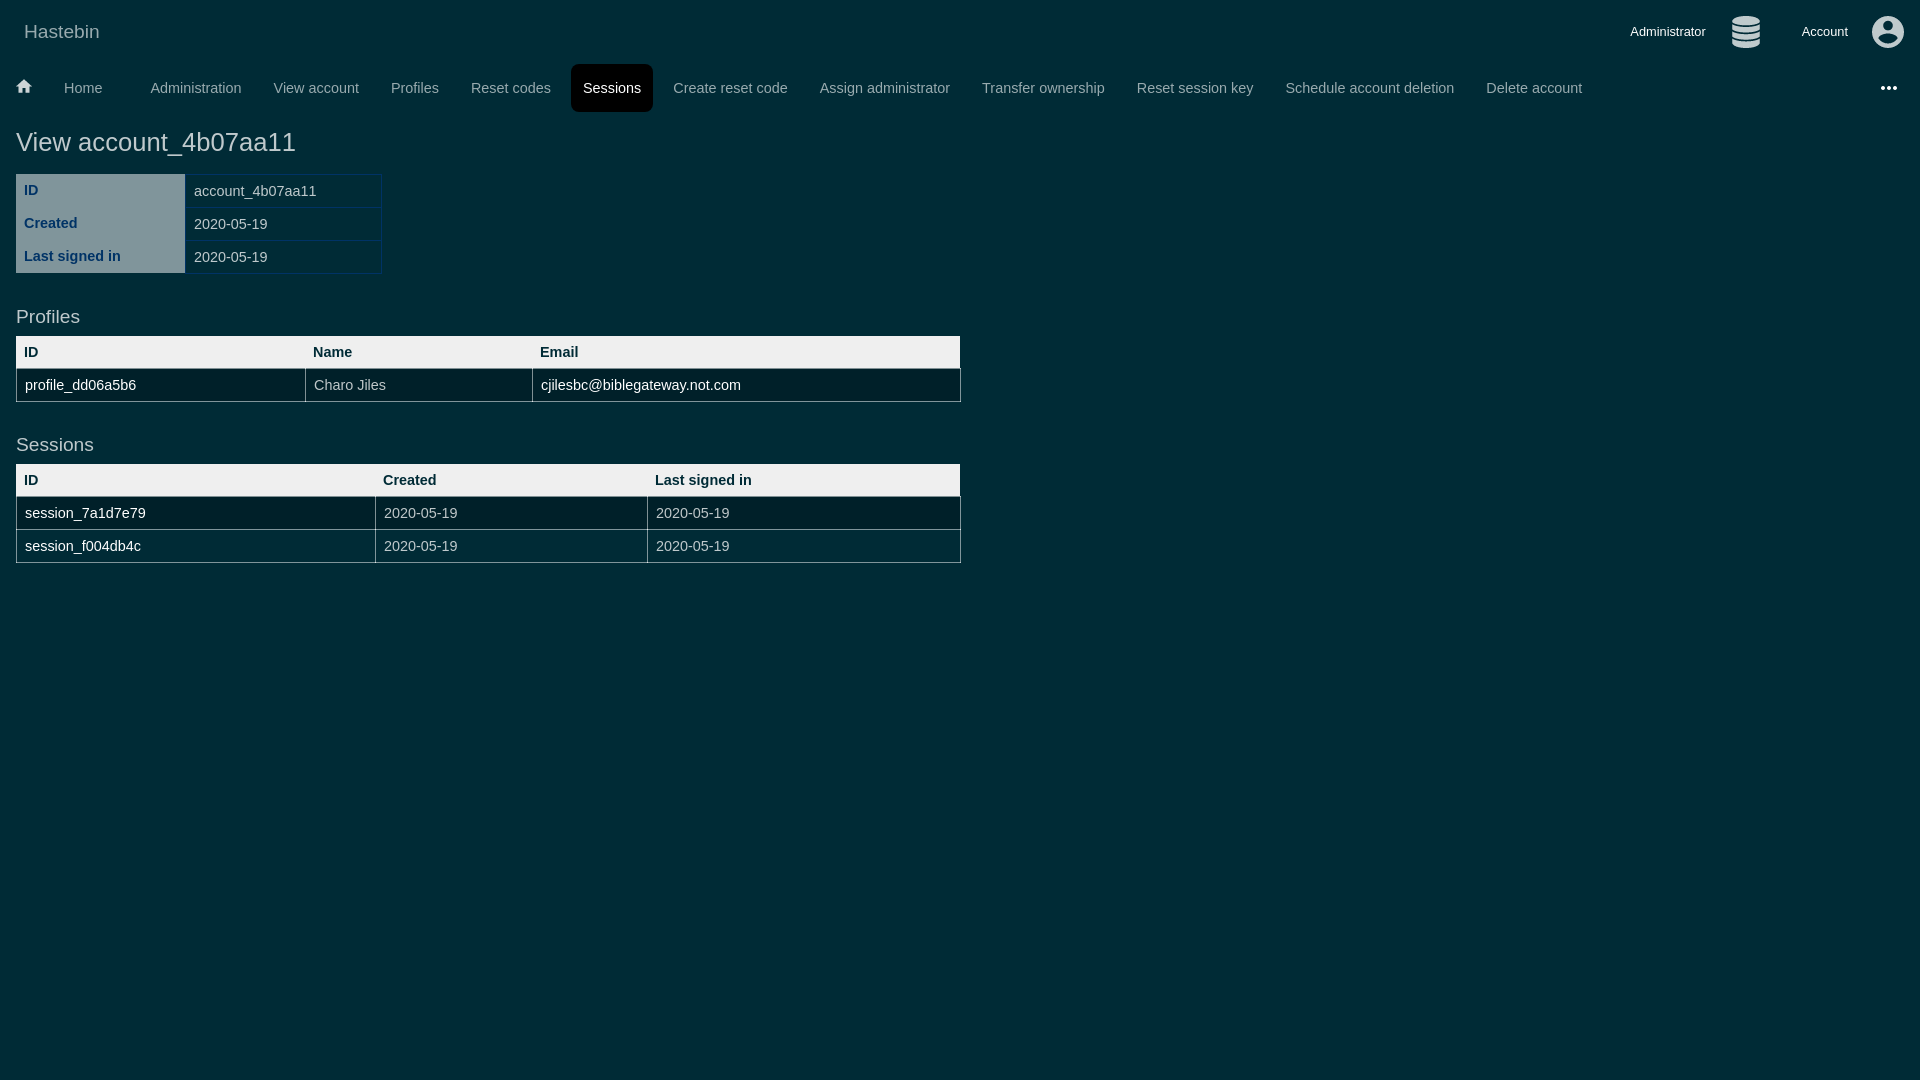 Hastebin
Administrator
Account
Home Administration View account Profiles Reset codes Sessions Create reset code Assign administrator Transfer ownership Reset session key Schedule account deletion Delete account
View account_4b07aa11
ID account_4b07aa11
Created 2020-05-19
Last signed in 2020-05-19
Profiles
ID Name Email
profile_dd06a5b6 Charo Jiles cjilesbc@biblegateway.not.com
Sessions
ID Created Last signed in
session_7a1d7e79 2020-05-19 2020-05-19
session_f004db4c 2020-05-19 2020-05-19